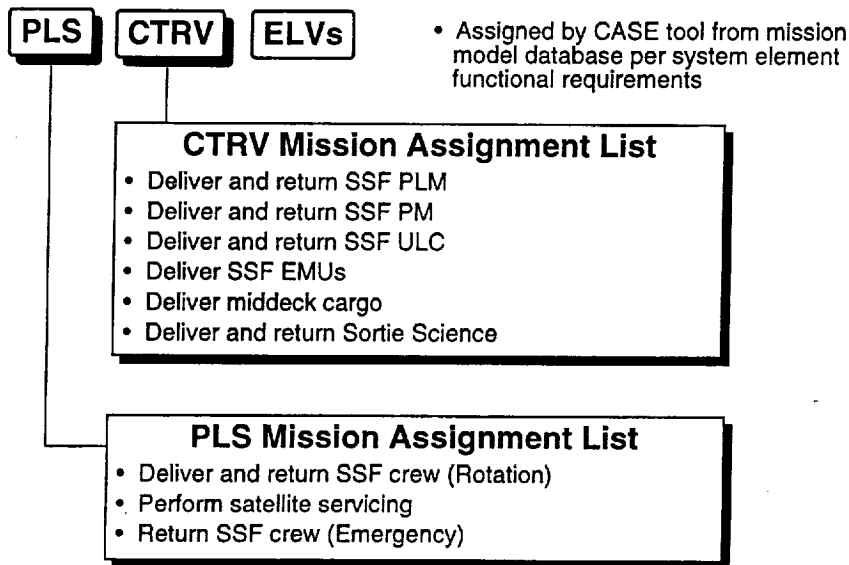 PLS CTRV ELVs
• Assigned by CASE tool from mission
model database per system element
functional requirements
CTRV Mission Assignment List
• Deliver and return SSF PLM
• Deliver and return SSF PM
• Deliver and return SSF ULC
• Deliver SSF EMUs
• Deliver middeck cargo
• Deliver and return Sortie Science
PLS Mission Assignment List
• Deliver and return SSF crew (Rotation)
• Perform satellite servicing
• Return SSF crew (Emergency)